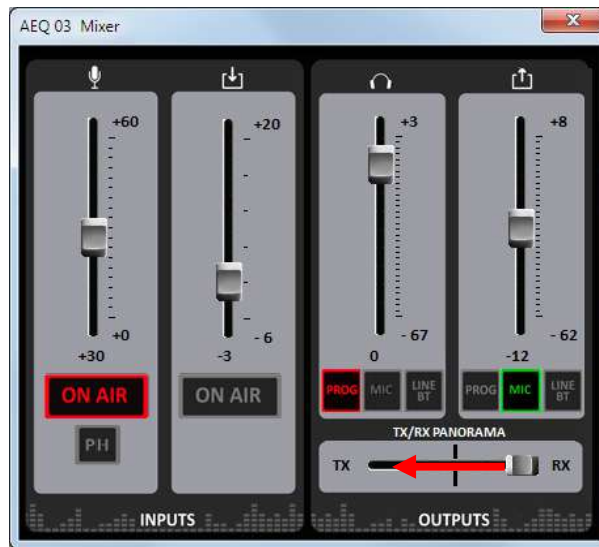 AEQ 03 Mixer
+60
+0
+30
ON AIR
PH
+20
- 6
-3
ON AIR
INPUTS
+3
- 67
0
PROG
MIC
LINE
BT
+8
- 62
-12
PROG
MIC
LINE
BT
TX/RX PANORAMA
TX
RX
OUTPUTS